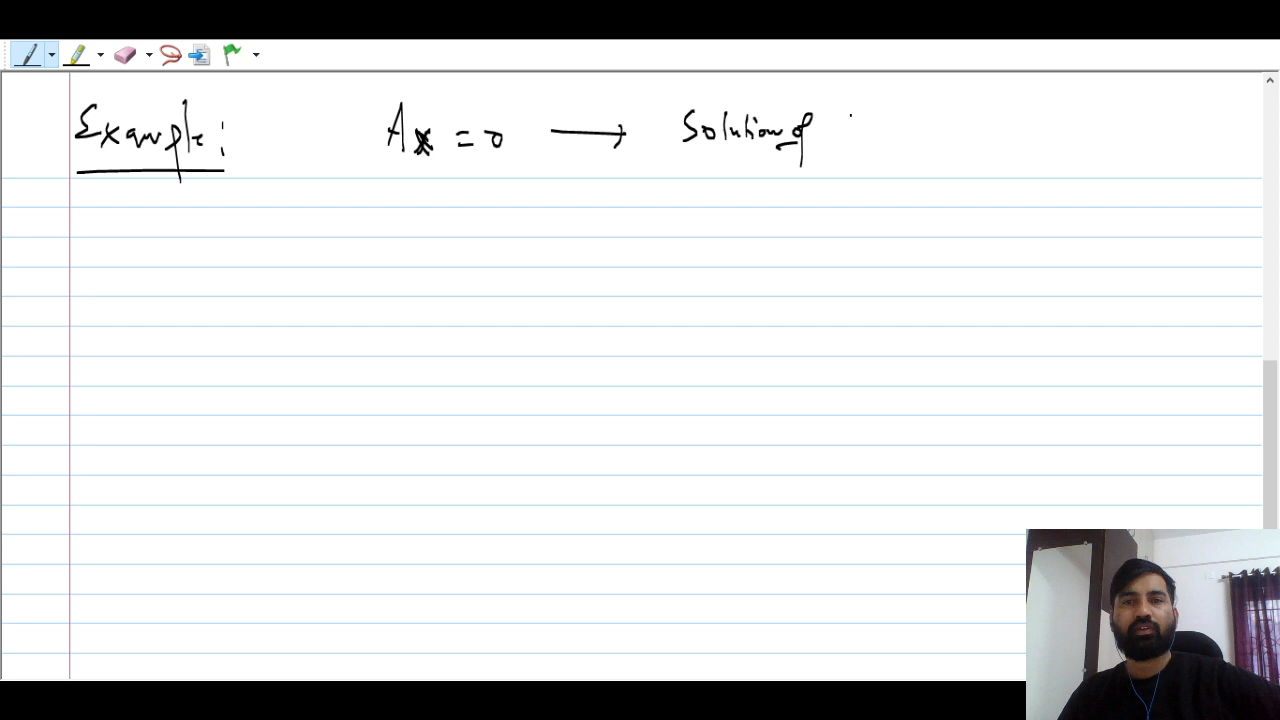 Example: Ax = 0 → Solution of